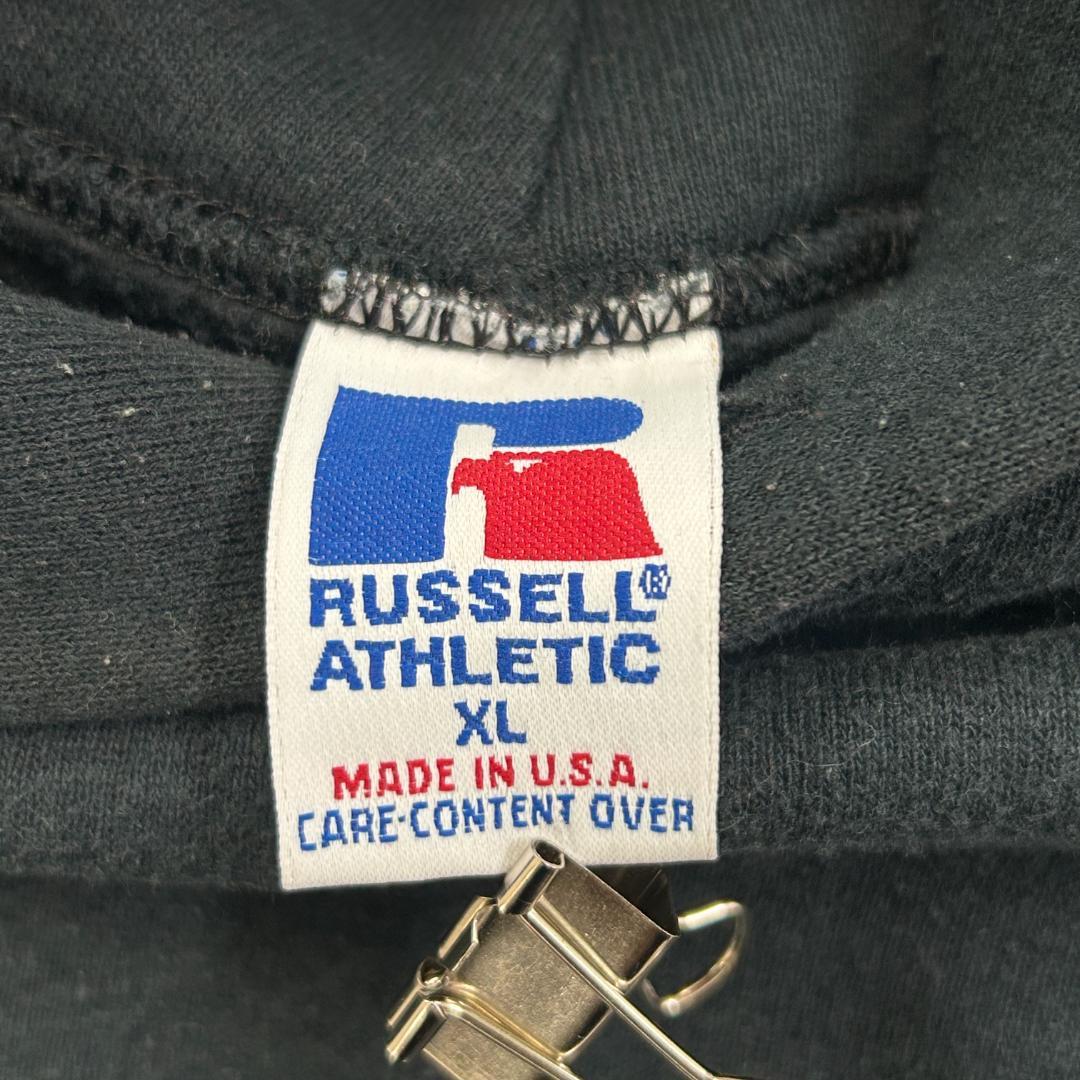 RUSSELL®
ATHLETIC
XL
MADE IN U.S.A.
CARE-CONTENT OVER